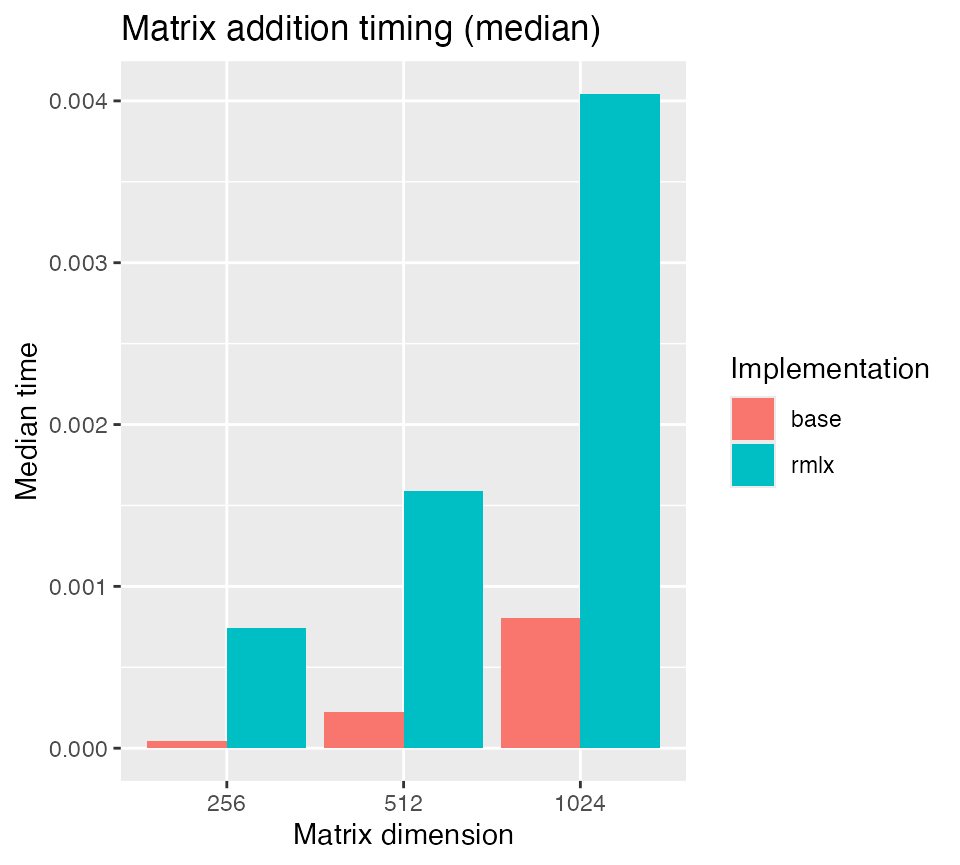 Matrix addition timing (median)
0.004
0.003
0.002
0.001
0.000
Median time
256
512
1024
Matrix dimension
Implementation
base
rmlx